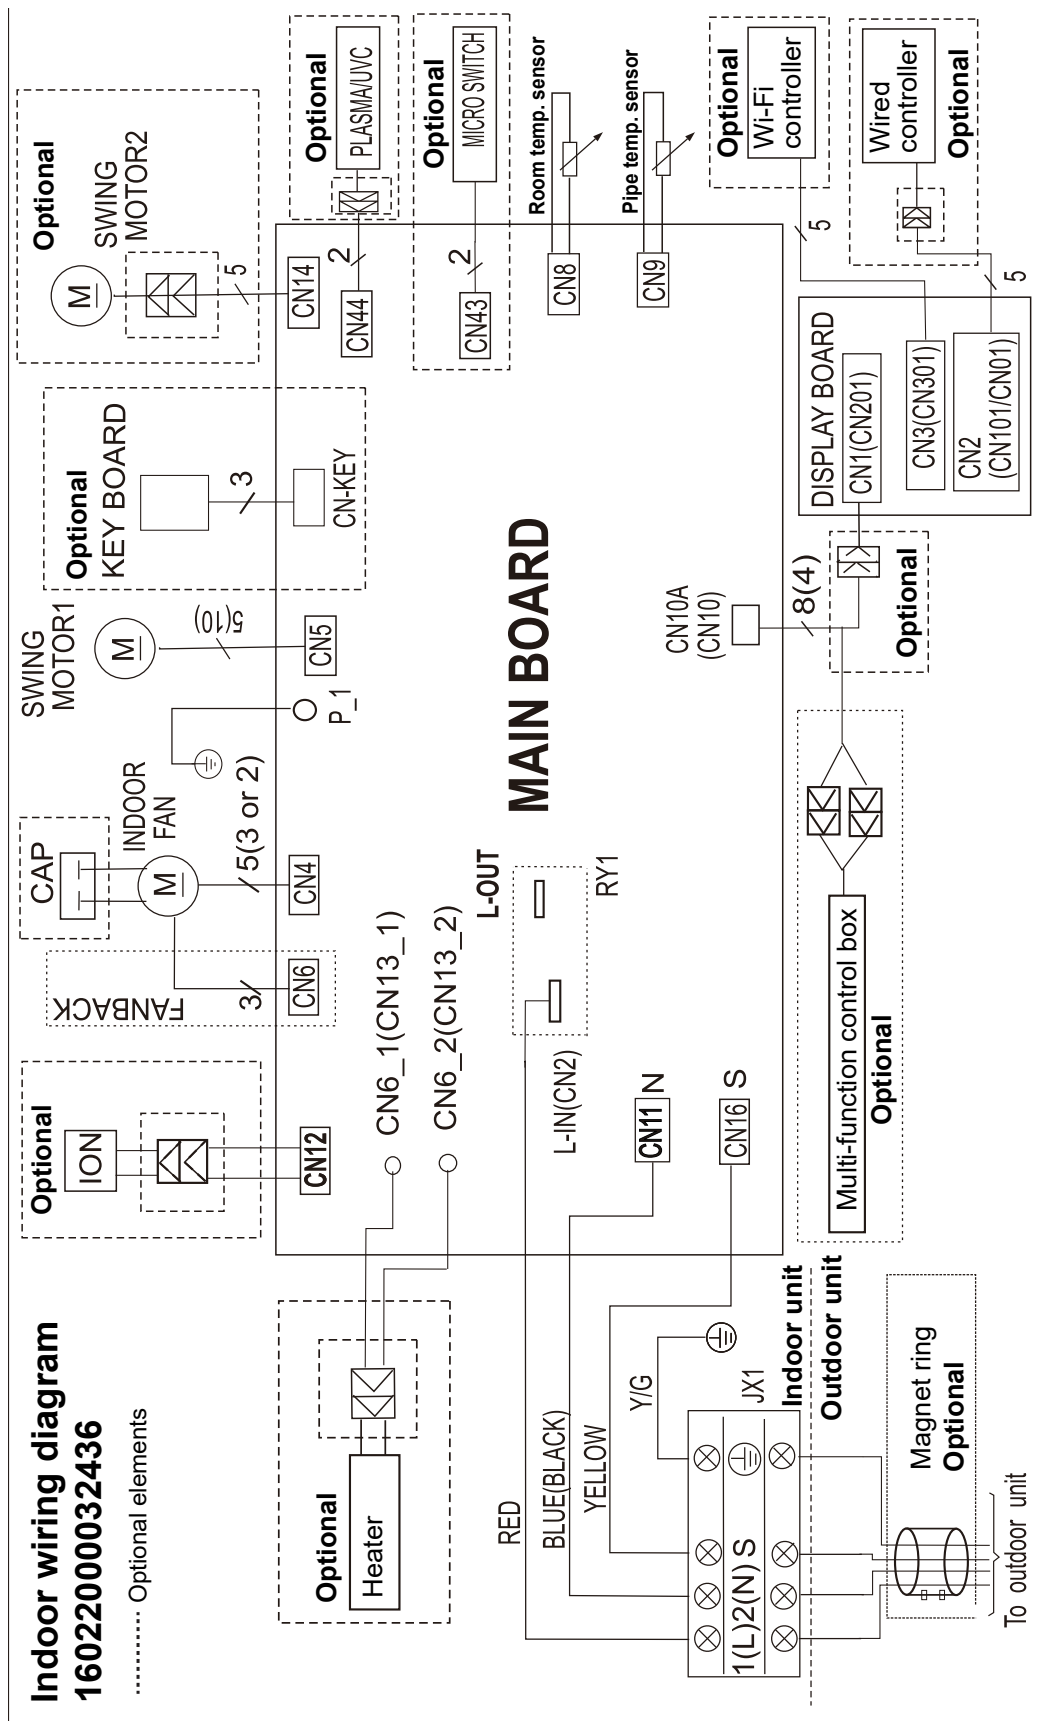 Indoor wiring diagram
16022000032436
Optional elements
Optional
ION
CN12
FANBACK
3
CN6
CAP
INDOOR
FAN
M
5(3 or 2)
CN4
P_1
SWING
MOTOR1
M
5(10)
CN5
Optional
KEY BOARD
3
CN-KEY
Optional
SWING
MOTOR2
M
5
CN14
Optional
PLASMA/UVC
2
CN44
Optional
MICRO SWITCH
2
CN43
Room temp. sensor
CN8
Pipe temp. sensor
CN9
Optional
Wi-Fi
controller
5
Wired
controller
Optional
5
DISPLAY BOARD
CN1(CN201)
CN3(CN301)
CN2
(CN101/CN01)
Optional
8(4)
CN10A
(CN10)
MAIN BOARD
Optional
Heater
CN6_1(CN13_1)
CN6_2(CN13_2)
L-OUT
RY1
L-IN(CN2)
CN11 N
CN16 S
RED
BLUE(BLACK)
YELLOW
Y/G
JX1
1(L)2(N)S
Indoor unit
Outdoor unit
Multi-function control box
Optional
Magnet ring
Optional
To outdoor unit